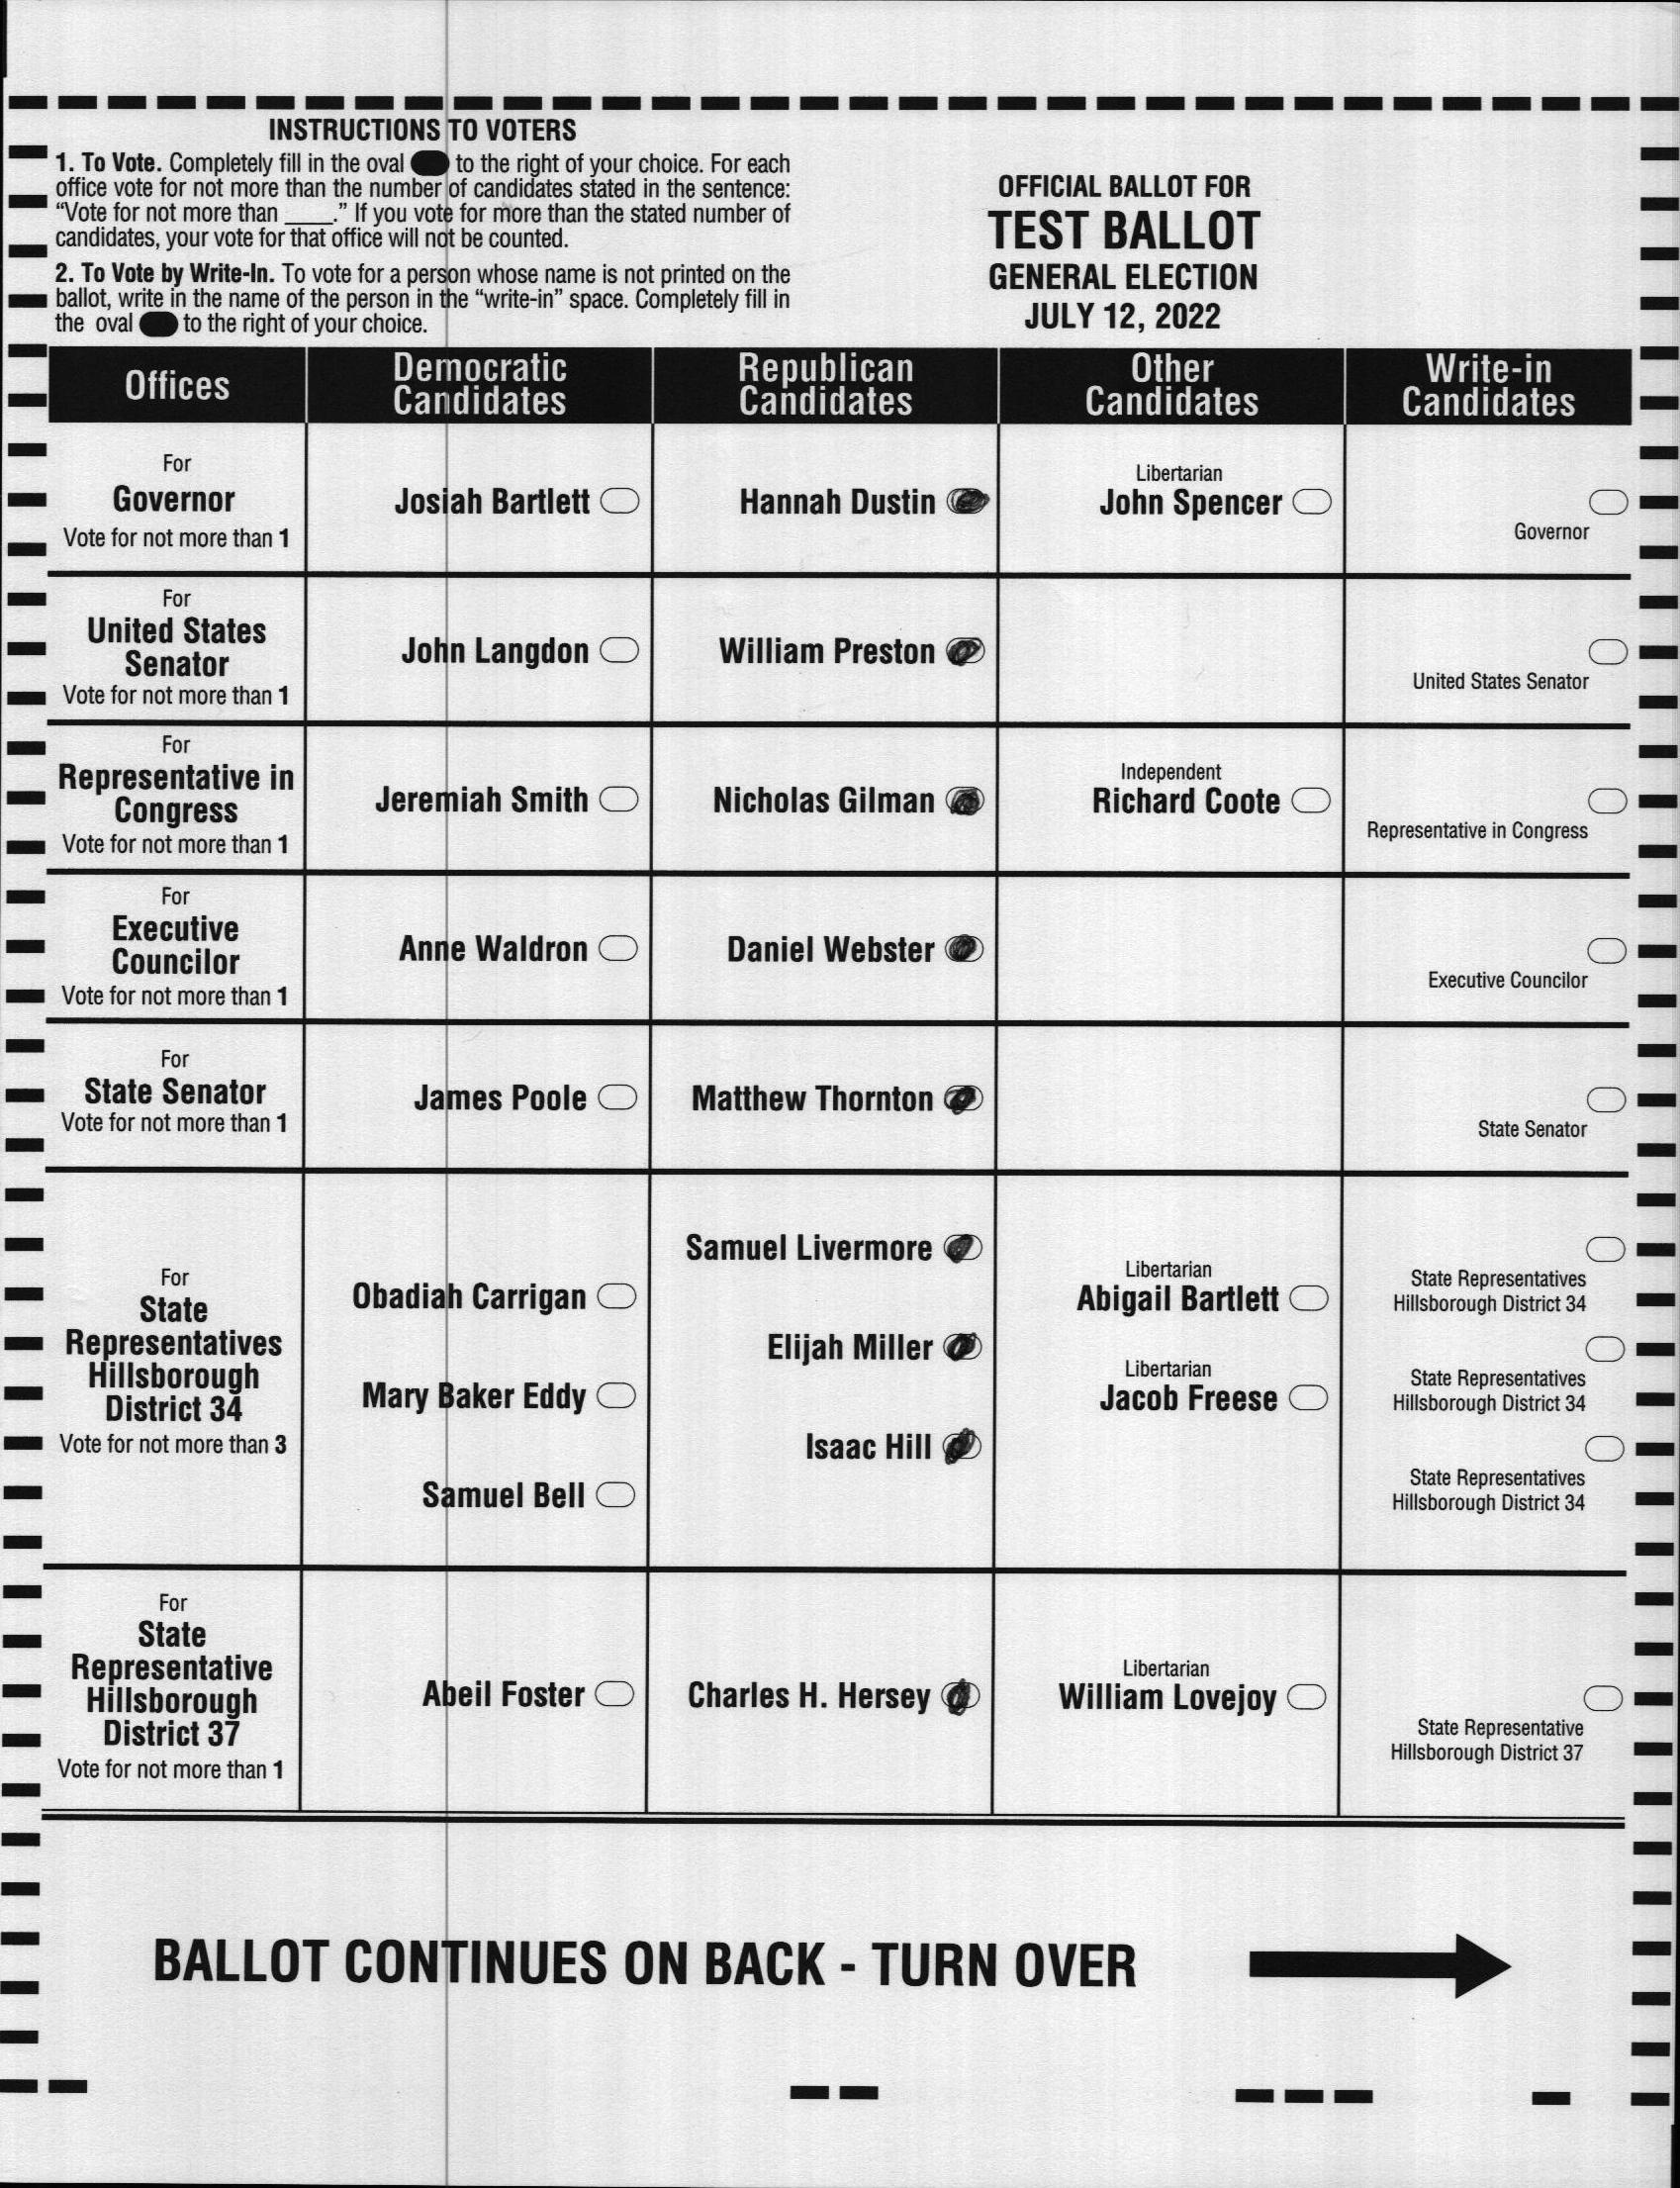 INSTRUCTIONS TO VOTERS
1. To Vote. Completely fill in the oval to the right of your choice. For each
office vote for not more than the number of candidates stated in the sentence:
“Vote for not more than ____.” If you vote for more than the stated number of
candidates, your vote for that office will not be counted.
2. To Vote by Write-In. To vote for a person whose name is not printed on the
ballot, write in the name of the person in the “write-in” space. Completely fill in
the oval to the right of your choice.
OFFICIAL BALLOT FOR
TEST BALLOT
GENERAL ELECTION
JULY 12, 2022
Offices
Democratic
Candidates
Republican
Candidates
Other
Candidates
Write-in
Candidates
For
Governor
Vote for not more than 1
Josiah Bartlett
Hannah Dustin
Libertarian
John Spencer
Governor
For
United States
Senator
Vote for not more than 1
John Langdon
William Preston
United States Senator
For
Representative in
Congress
Vote for not more than 1
Jeremiah Smith
Nicholas Gilman
Independent
Richard Coote
Representative in Congress
For
Executive
Councilor
Vote for not more than 1
Anne Waldron
Daniel Webster
Executive Councilor
For
State Senator
Vote for not more than 1
James Poole
Matthew Thornton
State Senator
For
State
Representatives
Hillsborough
District 34
Vote for not more than 3
Obadiah Carrigan
Mary Baker Eddy
Samuel Bell
Samuel Livermore
Elijah Miller
Isaac Hill
Libertarian
Abigail Bartlett
Libertarian
Jacob Freese
State Representatives
Hillsborough District 34
State Representatives
Hillsborough District 34
State Representatives
Hillsborough District 34
For
State
Representative
Hillsborough
District 37
Vote for not more than 1
Abeil Foster
Charles H. Hersey
Libertarian
William Lovejoy
State Representative
Hillsborough District 37
BALLOT CONTINUES ON BACK - TURN OVER